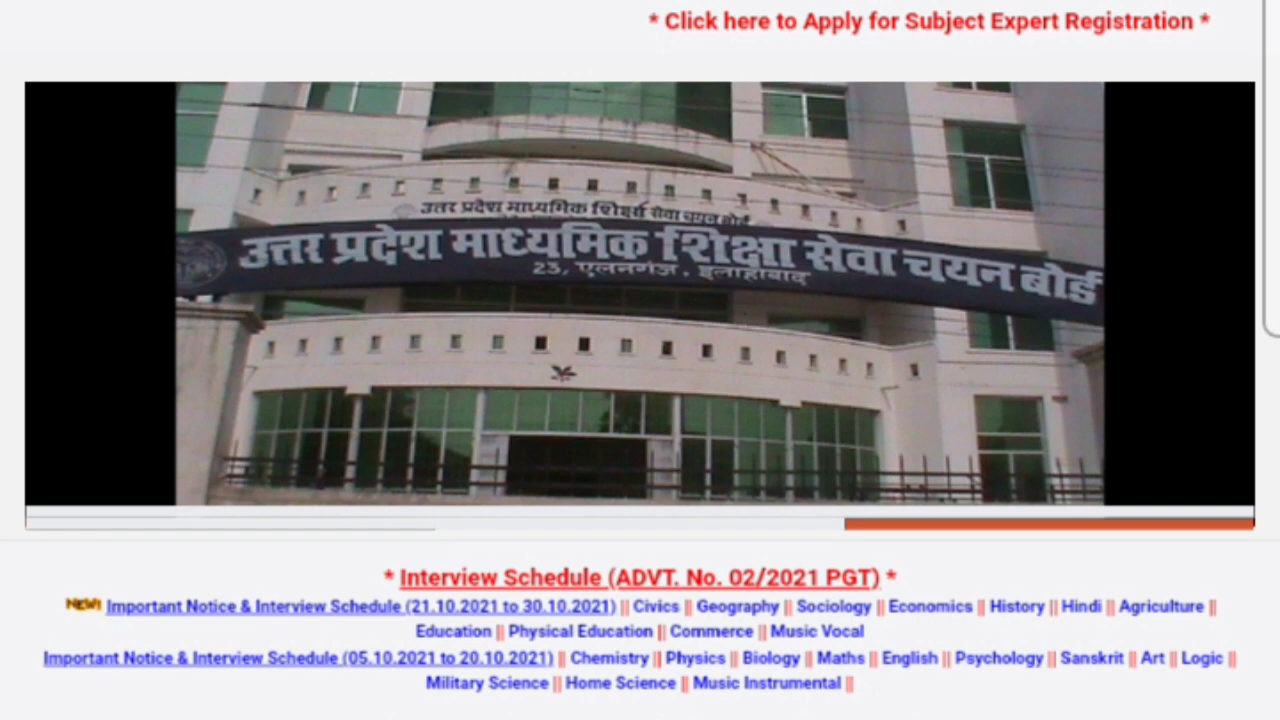 * Click here to Apply for Subject Expert Registration *
उत्तर प्रदेश माध्यमिक शिक्षा सेवा चयन बोर्ड
उत्तर प्रदेश माध्यमिक शिक्षा सेवा चयन बोर्ड
23, एलनगंज . इलाहाबाद
* Interview Schedule (ADVT. No. 02/2021 PGT) *
NEW! Important Notice & Interview Schedule (21.10.2021 to 30.10.2021) || Civics || Geography || Sociology || Economics || History || Hindi || Agriculture ||
Education || Physical Education || Commerce || Music Vocal
Important Notice & Interview Schedule (05.10.2021 to 20.10.2021) || Chemistry || Physics || Biology || Maths || English || Psychology || Sanskrit || Art || Logic ||
Military Science || Home Science || Music Instrumental ||